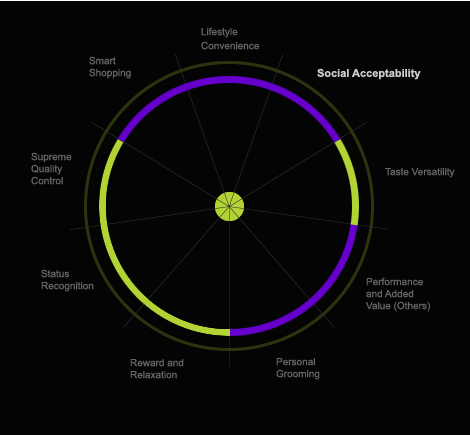 Lifestyle
Convenience
Smart
Shopping
Social Acceptability
Supreme
Quality
Control
Taste Versatility
Status
Recognition
Performance
and Added
Value (Others)
Reward and
Relaxation
Personal
Grooming